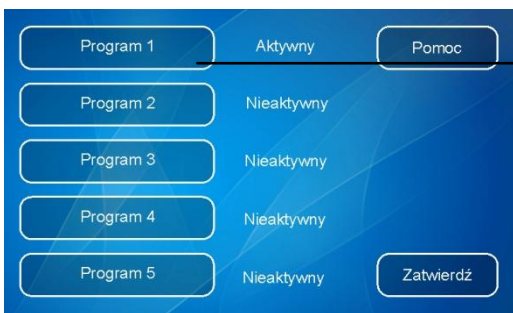 Program 1 Aktywny Pomoc
Program 2 Nieaktywny
Program 3 Nieaktywny
Program 4 Nieaktywny
Program 5 Nieaktywny Zatwierdź